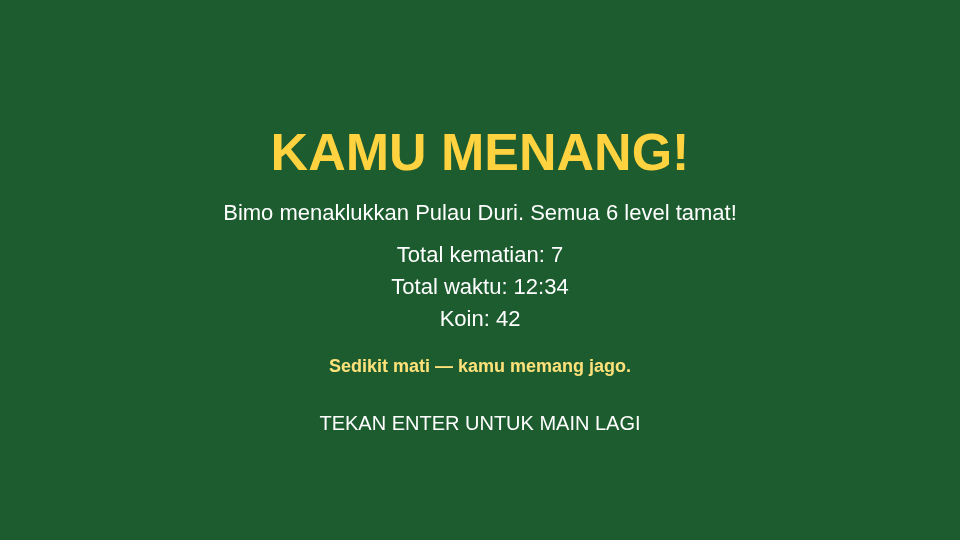 KAMU MENANG!
Bimo menaklukkan Pulau Duri. Semua 6 level tamat!
Total kematian: 7
Total waktu: 12:34
Koin: 42
Sedikit mati — kamu memang jago.
TEKAN ENTER UNTUK MAIN LAGI